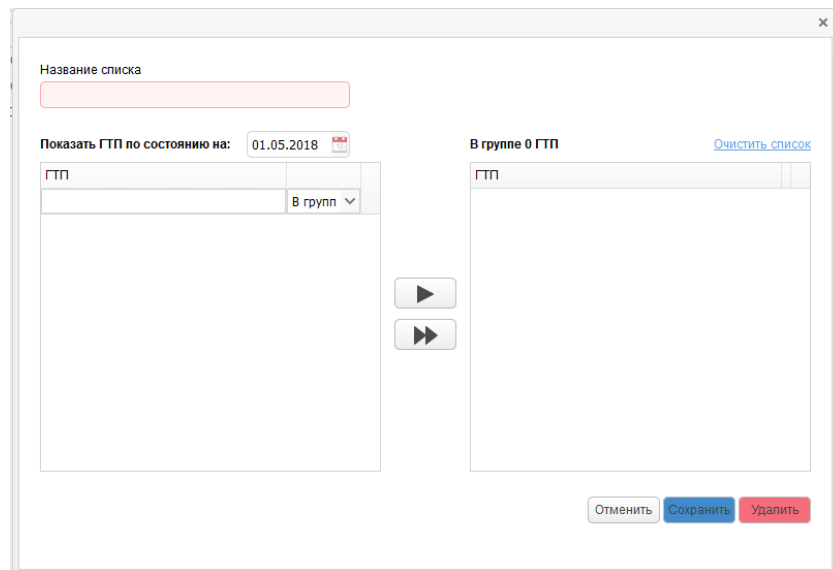 Название списка
Показать ГТП по состоянию на: 01.05.2018
В группе 0 ГТП Очистить список
ГТП
В групп
ГТП
Отменить Сохранить Удалить